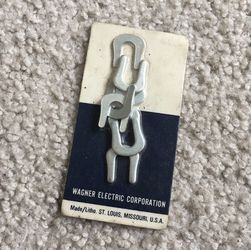 WAGNER ELECTRIC CORPORATION
Made/Litho. ST. LOUIS, MISSOURI, U.S.A.